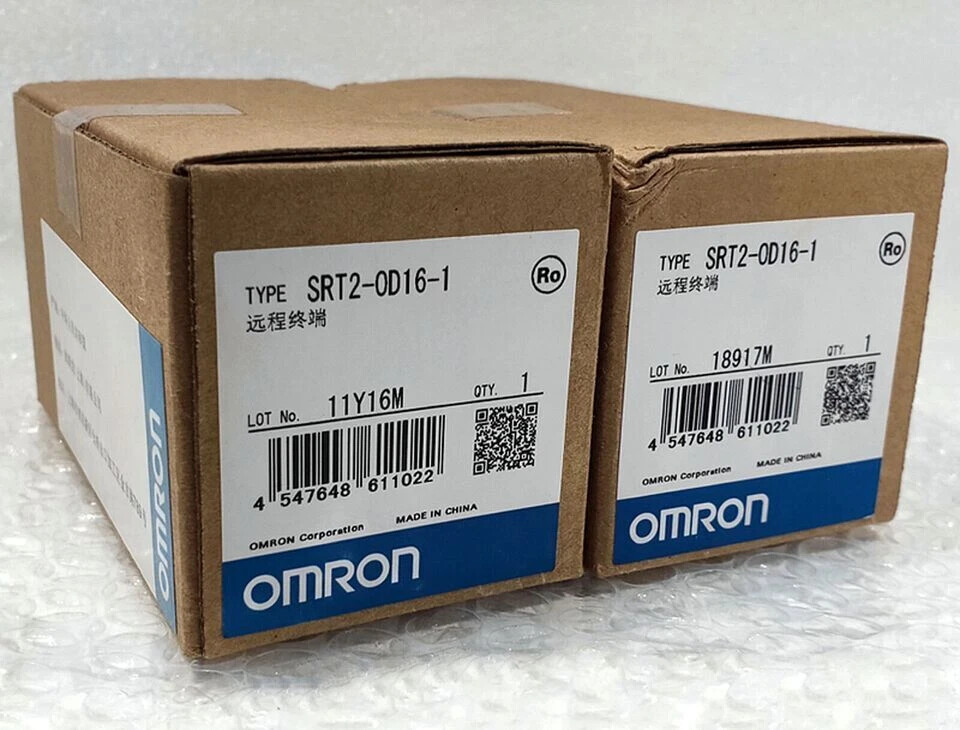 TYPE SRT2-OD16-1
Ro
远程终端
LOT No. 11Y16M QTY. 1
4 547648 611022
OMRON Corporation MADE IN CHINA
OMRON
TYPE SRT2-OD16-1
Ro
远程终端
LOT No. 18917M QTY. 1
4 547648 611022
OMRON Corporation MADE IN CHINA
OMRON
OMRON